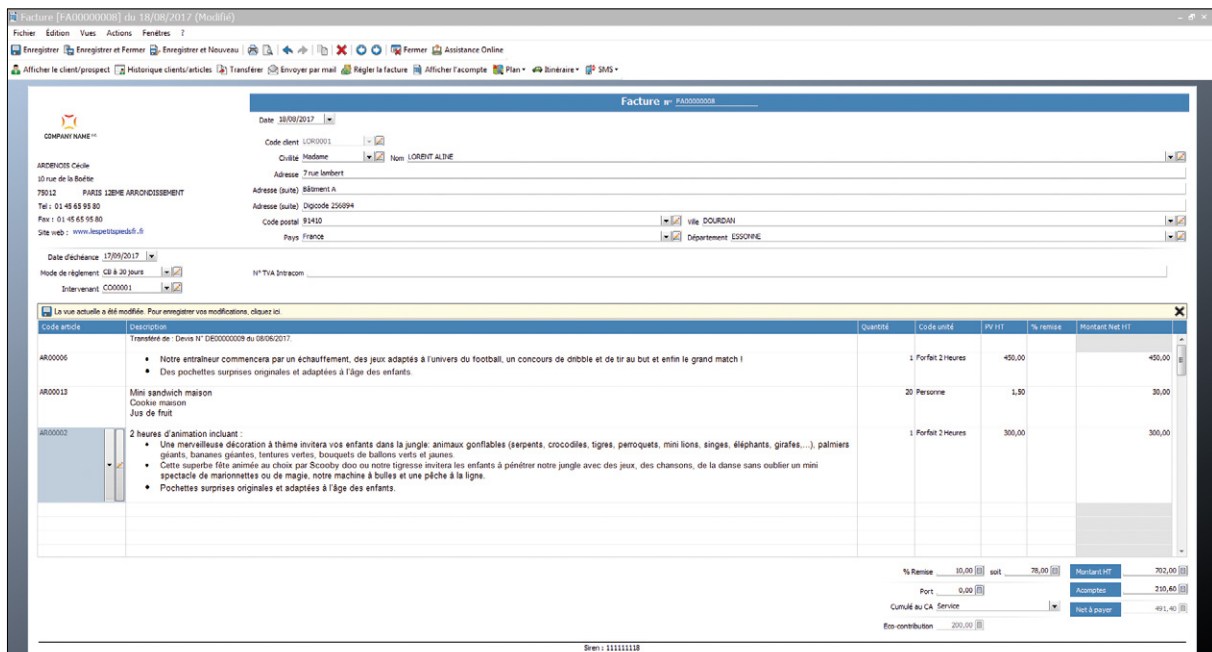 Facture [FA00000008] du 18/08/2017 (Modifié)
Fichier Édition Vues Actions Fenêtres ?
Enregistrer Enregistrer et Fermer Enregistrer et Nouveau Fermer Assistance Online
Afficher le client/prospect Historique clients/articles Transférer Envoyer par mail Régler la facture Afficher l'acompte Plan Itinéraire SMS
Facture n° FA00000008
COMPANY NAME
Date 18/08/2017
Code client LOR0001
Civilité Madame Nom LORENT ALINE
ARDENOIS Cécile
Adresse 7 rue lambert
10 rue de la Boétie
75012 PARIS 12EME ARRONDISSEMENT
Adresse (suite) Bâtiment A
Tel : 01 45 65 95 80
Adresse (suite) Digicode 256894
Fax : 01 45 65 95 80
Code postal 91410 Ville DOURDAN
Site web : www.lespetitspiedsfr.fr
Pays France Département ESSONNE
Date d'échéance 17/09/2017
Mode de règlement CB à 30 jours N° TVA Intracom
Intervenant CO00001
La vue actuelle a été modifiée. Pour enregistrer vos modifications, cliquez ici.
Code article Description Quantité Code unité PV HT % remise Montant Net HT
Transféré de : Devis N° DE00000009 du 08/06/2017.
AR00006 • Notre entraîneur commencera par un échauffement, des jeux adaptés à l'univers du football, un concours de dribble et de tir au but et enfin le grand match ! 1 Forfait 2 Heures 450,00 450,00
• Des pochettes surprises originales et adaptées à l'âge des enfants.
AR00013 Mini sandwich maison 20 Personne 1,50 30,00
Cookie maison
Jus de fruit
AR00002 2 heures d'animation incluant : 1 Forfait 2 Heures 300,00 300,00
• Une merveilleuse décoration à thème invitera vos enfants dans la jungle: animaux gonflables (serpents, crocodiles, tigres, perroquets, mini lions, singes, éléphants, girafes,...), palmiers
géants, bananes géantes, tentures vertes, bouquets de ballons verts et jaunes.
• Cette superbe fête animée au choix par Scooby doo ou notre tigresse invitera les enfants à pénétrer notre jungle avec des jeux, des chansons, de la danse sans oublier un mini
spectacle de marionnettes ou de magie, notre machine à bulles et une pêche à la ligne.
• Pochettes surprises originales et adaptées à l'âge des enfants.
% Remise 10,00 soit 78,00 Montant HT 702,00
Port 0,00 Acomptes 210,60
Cumulé au CA Service Net à payer 491,40
Eco-contribution 200,00
Siren : 111111118